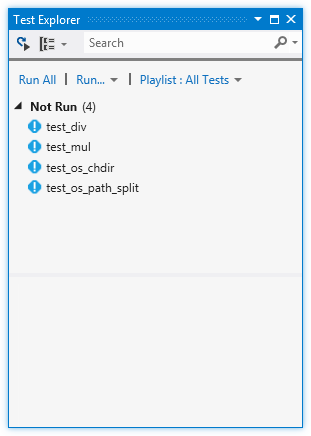 Test Explorer
Search
Run All | Run... | Playlist : All Tests
Not Run (4)
test_div
test_mul
test_os_chdir
test_os_path_split